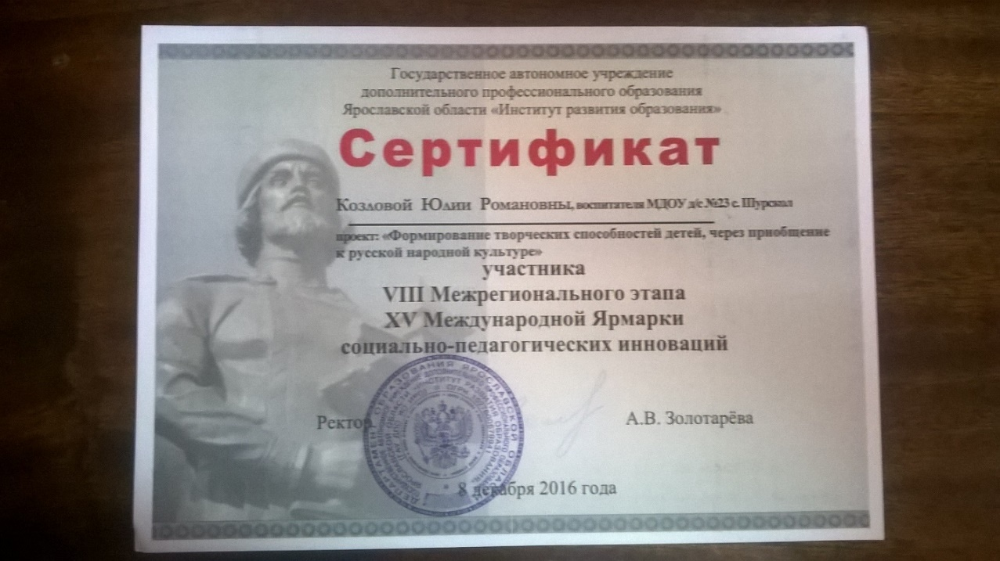 Государственное автономное учреждение
дополнительного профессионального образования
Ярославской области «Институт развития образования»
Сертификат
Козловой Юлии Романовны, воспитателя МДОУ д/с №23 с. Шурскол
проект: «Формирование творческих способностей детей, через приобщение
к русской народной культуре»
участника
VIII Межрегионального этапа
XV Международной Ярмарки
социально-педагогических инноваций
Ректор
А.В. Золотарёва
8 декабря 2016 года